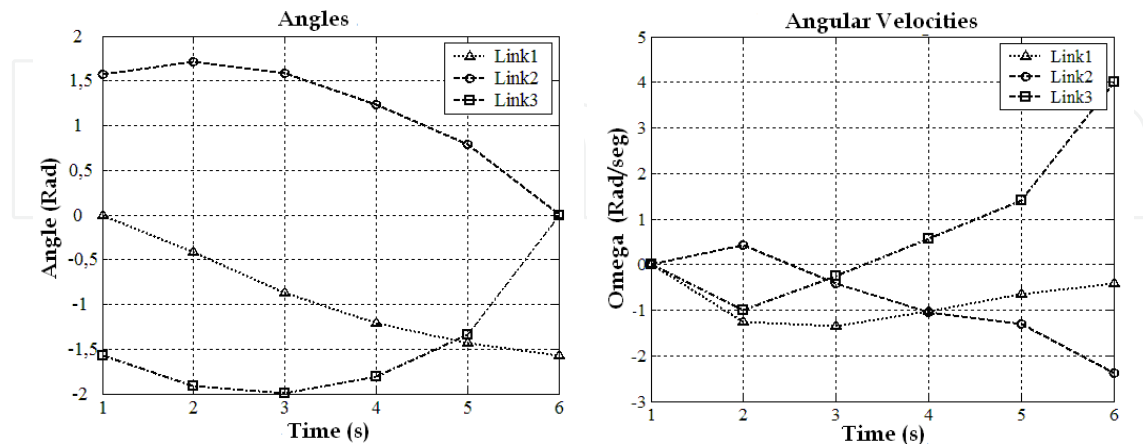 Angles
Link1
Link2
Link3
2
1,5
1
0,5
0
-0,5
-1
-1,5
-2
Angle (Rad)
1
2
3
4
5
6
Time (s)
Angular Velocities
Link1
Link2
Link3
5
4
3
2
1
0
-1
-2
-3
Omega (Rad/seg)
1
2
3
4
5
6
Time (s)